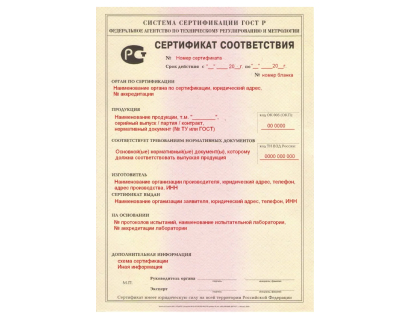 СИСТЕМА СЕРТИФИКАЦИИ ГОСТ Р
ФЕДЕРАЛЬНОЕ АГЕНТСТВО ПО ТЕХНИЧЕСКОМУ РЕГУЛИРОВАНИЮ И МЕТРОЛОГИИ
СЕРТИФИКАТ СООТВЕТСТВИЯ
№ Номер сертификата
Срок действия с "__" ____ 20__г. по "__" ____20__г.
№ номер бланка
ОРГАН ПО СЕРТИФИКАЦИИ
Наименование органа по сертификации, юридический адрес,
№ аккредитации
ПРОДУКЦИЯ
Наименование продукции, т.м. "________",
серийный выпуск / партия / контракт,
нормативный документ (№ ТУ или ГОСТ)
код ОК 005 (ОКП)
00 0000
СООТВЕТСТВУЕТ ТРЕБОВАНИЯМ НОРМАТИВНЫХ ДОКУМЕНТОВ
Основной(ые) нормативный(ые) документ(ы), которому
должна соответствовать выпускная продукция
код ТН ВЭД России
0000 000 000
ИЗГОТОВИТЕЛЬ
Наименование организации производителя, юридический адрес, телефон,
адрес производства, ИНН
СЕРТИФИКАТ ВЫДАН
Наименование организации заявителя, юридический адрес, телефон, ИНН
НА ОСНОВАНИИ
№ протоколов испытаний, наименование испытательной лаборатории,
№ аккредитации лаборатории
ДОПОЛНИТЕЛЬНАЯ ИНФОРМАЦИЯ
схема сертификации
Иная информация
М.П.
Руководитель органа
Эксперт
Сертификат имеет юридическую силу на всей территории Российской Федерации